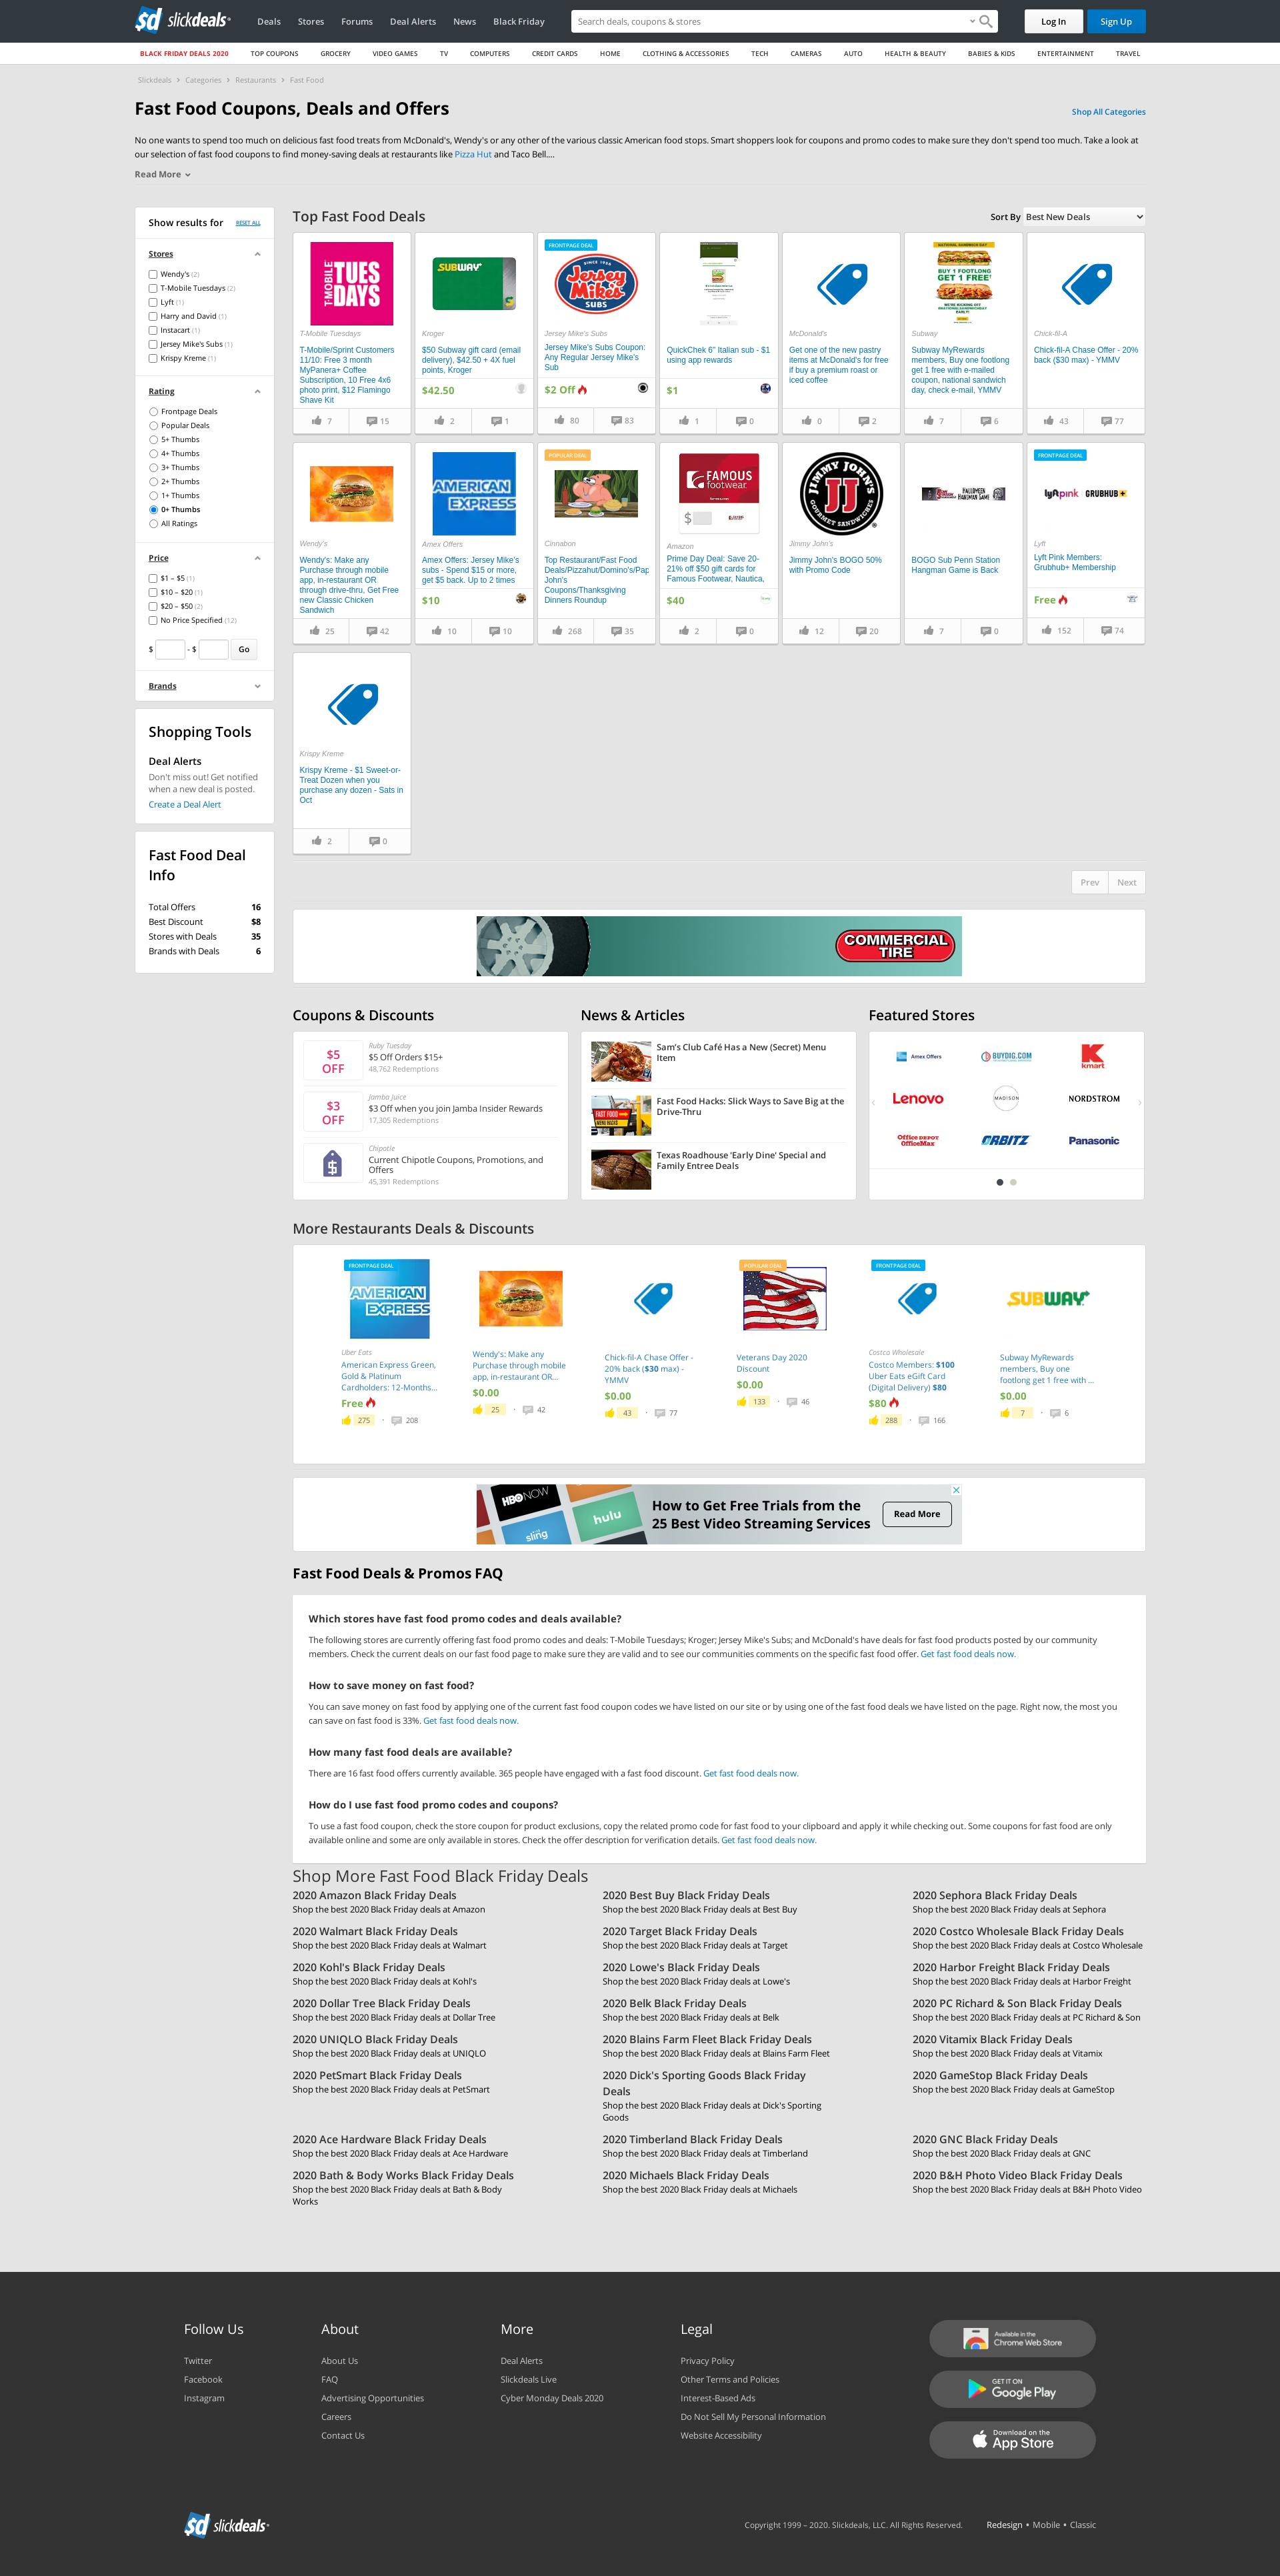 slickdeals
Deals
Stores
Forums
Deal Alerts
News
Black Friday
Search deals, coupons & stores
Log In
Sign Up
BLACK FRIDAY DEALS 2020
TOP COUPONS
GROCERY
VIDEO GAMES
TV
COMPUTERS
CREDIT CARDS
HOME
CLOTHING & ACCESSORIES
TECH
CAMERAS
AUTO
HEALTH & BEAUTY
BABIES & KIDS
ENTERTAINMENT
TRAVEL
Slickdeals > Categories > Restaurants > Fast Food
Fast Food Coupons, Deals and Offers
Shop All Categories
No one wants to spend too much on delicious fast food treats from McDonald's, Wendy's or any other of the various classic American food stops. Smart shoppers look for coupons and promo codes to make sure they don't spend too much. Take a look at
our selection of fast food coupons to find money-saving deals at restaurants like Pizza Hut and Taco Bell....
Read More
Show results for
RESET ALL
Stores
Wendy's (2)
T-Mobile Tuesdays (2)
Lyft (1)
Harry and David (1)
Instacart (1)
Jersey Mike's Subs (1)
Krispy Kreme (1)
Rating
Frontpage Deals
Popular Deals
5+ Thumbs
4+ Thumbs
3+ Thumbs
2+ Thumbs
1+ Thumbs
0+ Thumbs
All Ratings
Price
$1 – $5 (1)
$10 – $20 (1)
$20 – $50 (2)
No Price Specified (12)
$ - $ Go
Brands
Shopping Tools
Deal Alerts
Don't miss out! Get notified
when a new deal is posted.
Create a Deal Alert
Fast Food Deal
Info
Total Offers 16
Best Discount $8
Stores with Deals 35
Brands with Deals 6
Top Fast Food Deals
Sort By Best New Deals
T-MOBILE TUESDAYS
T-Mobile Tuesdays
T-Mobile/Sprint Customers
11/10: Free 3 month
MyPanera+ Coffee
Subscription, 10 Free 4x6
photo print, $12 Flamingo
Shave Kit
7 15
SUBWAY
Kroger
$50 Subway gift card (email
delivery), $42.50 + 4X fuel
points, Kroger
$42.50
2 1
FRONTPAGE DEAL
SINCE 1956
Jersey Mike's
SUBS
Jersey Mike's Subs
Jersey Mike's Subs Coupon:
Any Regular Jersey Mike's
Sub
$2 Off
80 83
QuickChek 6" Italian sub - $1
using app rewards
$1
1 0
McDonald's
Get one of the new pastry
items at McDonald's for free
if buy a premium roast or
iced coffee
0 2
NATIONAL SANDWICH DAY
BUY 1 FOOTLONG
GET 1 FREE!
Subway
Subway MyRewards
members, Buy one footlong
get 1 free with e-mailed
coupon, national sandwich
day, check e-mail, YMMV
7 6
Chick-fil-A
Chick-fil-A Chase Offer - 20%
back ($30 max) - YMMV
43 77
Wendy's
Wendy's: Make any
Purchase through mobile
app, in-restaurant OR
through drive-thru, Get Free
new Classic Chicken
Sandwich
25 42
AMERICAN
EXPRESS
Amex Offers
Amex Offers: Jersey Mike's
subs - Spend $15 or more,
get $5 back. Up to 2 times
$10
10 10
POPULAR DEAL
Cinnabon
Top Restaurant/Fast Food
Deals/Pizzahut/Domino's/Pap
John's
Coupons/Thanksgiving
Dinners Roundup
268 35
FAMOUS
footwear
$
Amazon
Prime Day Deal: Save 20-
21% off $50 gift cards for
Famous Footwear, Nautica,
$40
2 0
JIMMY JOHN'S
JJ
GOURMET SANDWICHES
Jimmy John's
Jimmy John's BOGO 50%
with Promo Code
12 20
HALLOWEEN
HANGMAN GAME
BOGO Sub Penn Station
Hangman Game is Back
7 0
FRONTPAGE DEAL
lyft pink GRUBHUB+
Lyft
Lyft Pink Members:
Grubhub+ Membership
Free
152 74
Krispy Kreme
Krispy Kreme - $1 Sweet-or-
Treat Dozen when you
purchase any dozen - Sats in
Oct
2 0
Prev Next
COMMERCIAL
TIRE
Coupons & Discounts
$5
OFF
Ruby Tuesday
$5 Off Orders $15+
48,762 Redemptions
$3
OFF
Jamba Juice
$3 Off when you join Jamba Insider Rewards
17,305 Redemptions
Chipotle
Current Chipotle Coupons, Promotions, and
Offers
45,391 Redemptions
News & Articles
Sam's Club Café Has a New (Secret) Menu
Item
FAST FOOD
MENU HACKS
Fast Food Hacks: Slick Ways to Save Big at the
Drive-Thru
Texas Roadhouse 'Early Dine' Special and
Family Entree Deals
Featured Stores
Amex Offers
BUYDIG.COM
kmart
Lenovo
MADISON
NORDSTROM
Office DEPOT
OfficeMax
ORBITZ
Panasonic
More Restaurants Deals & Discounts
FRONTPAGE DEAL
AMERICAN
EXPRESS
Uber Eats
American Express Green,
Gold & Platinum
Cardholders: 12-Months...
Free
275 · 208
Wendy's: Make any
Purchase through mobile
app, in-restaurant OR...
$0.00
25 · 42
Chick-fil-A Chase Offer -
20% back ($30 max) -
YMMV
$0.00
43 · 77
POPULAR DEAL
Veterans Day 2020
Discount
$0.00
133 · 46
FRONTPAGE DEAL
Costco Wholesale
Costco Members: $100
Uber Eats eGift Card
(Digital Delivery) $80
$80
288 · 166
SUBWAY
Subway MyRewards
members, Buy one
footlong get 1 free with ...
$0.00
7 · 6
HBO NOW
sling
hulu
How to Get Free Trials from the
25 Best Video Streaming Services
Read More
Fast Food Deals & Promos FAQ
Which stores have fast food promo codes and deals available?
The following stores are currently offering fast food promo codes and deals: T-Mobile Tuesdays; Kroger; Jersey Mike's Subs; and McDonald's have deals for fast food products posted by our community
members. Check the current deals on our fast food page to make sure they are valid and to see our communities comments on the specific fast food offer. Get fast food deals now.
How to save money on fast food?
You can save money on fast food by applying one of the current fast food coupon codes we have listed on our site or by using one of the fast food deals we have listed on the page. Right now, the most you
can save on fast food is 33%. Get fast food deals now.
How many fast food deals are available?
There are 16 fast food offers currently available. 365 people have engaged with a fast food discount. Get fast food deals now.
How do I use fast food promo codes and coupons?
To use a fast food coupon, check the store coupon for product exclusions, copy the related promo code for fast food to your clipboard and apply it while checking out. Some coupons for fast food are only
available online and some are only available in stores. Check the offer description for verification details. Get fast food deals now.
Shop More Fast Food Black Friday Deals
2020 Amazon Black Friday Deals
Shop the best 2020 Black Friday deals at Amazon
2020 Best Buy Black Friday Deals
Shop the best 2020 Black Friday deals at Best Buy
2020 Sephora Black Friday Deals
Shop the best 2020 Black Friday deals at Sephora
2020 Walmart Black Friday Deals
Shop the best 2020 Black Friday deals at Walmart
2020 Target Black Friday Deals
Shop the best 2020 Black Friday deals at Target
2020 Costco Wholesale Black Friday Deals
Shop the best 2020 Black Friday deals at Costco Wholesale
2020 Kohl's Black Friday Deals
Shop the best 2020 Black Friday deals at Kohl's
2020 Lowe's Black Friday Deals
Shop the best 2020 Black Friday deals at Lowe's
2020 Harbor Freight Black Friday Deals
Shop the best 2020 Black Friday deals at Harbor Freight
2020 Dollar Tree Black Friday Deals
Shop the best 2020 Black Friday deals at Dollar Tree
2020 Belk Black Friday Deals
Shop the best 2020 Black Friday deals at Belk
2020 PC Richard & Son Black Friday Deals
Shop the best 2020 Black Friday deals at PC Richard & Son
2020 UNIQLO Black Friday Deals
Shop the best 2020 Black Friday deals at UNIQLO
2020 Blains Farm Fleet Black Friday Deals
Shop the best 2020 Black Friday deals at Blains Farm Fleet
2020 Vitamix Black Friday Deals
Shop the best 2020 Black Friday deals at Vitamix
2020 PetSmart Black Friday Deals
Shop the best 2020 Black Friday deals at PetSmart
2020 Dick's Sporting Goods Black Friday
Deals
Shop the best 2020 Black Friday deals at Dick's Sporting
Goods
2020 GameStop Black Friday Deals
Shop the best 2020 Black Friday deals at GameStop
2020 Ace Hardware Black Friday Deals
Shop the best 2020 Black Friday deals at Ace Hardware
2020 Timberland Black Friday Deals
Shop the best 2020 Black Friday deals at Timberland
2020 GNC Black Friday Deals
Shop the best 2020 Black Friday deals at GNC
2020 Bath & Body Works Black Friday Deals
Shop the best 2020 Black Friday deals at Bath & Body
Works
2020 Michaels Black Friday Deals
Shop the best 2020 Black Friday deals at Michaels
2020 B&H Photo Video Black Friday Deals
Shop the best 2020 Black Friday deals at B&H Photo Video
Follow Us
Twitter
Facebook
Instagram
About
About Us
FAQ
Advertising Opportunities
Careers
Contact Us
More
Deal Alerts
Slickdeals Live
Cyber Monday Deals 2020
Legal
Privacy Policy
Other Terms and Policies
Interest-Based Ads
Do Not Sell My Personal Information
Website Accessibility
Available in the
Chrome Web Store
GET IT ON
Google Play
Download on the
App Store
slickdeals
Copyright 1999 – 2020. Slickdeals, LLC. All Rights Reserved.
Redesign • Mobile • Classic